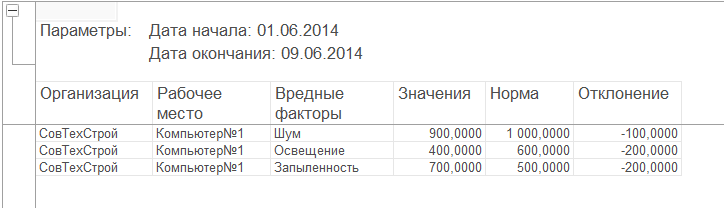 Параметры: Дата начала: 01.06.2014
Дата окончания: 09.06.2014
Организация Рабочее место Вредные факторы Значения Норма Отклонение
СовТехСтрой Компьютер№1 Шум 900,0000 1 000,0000 -100,0000
СовТехСтрой Компьютер№1 Освещение 400,0000 600,0000 -200,0000
СовТехСтрой Компьютер№1 Запыленность 700,0000 500,0000 -200,0000